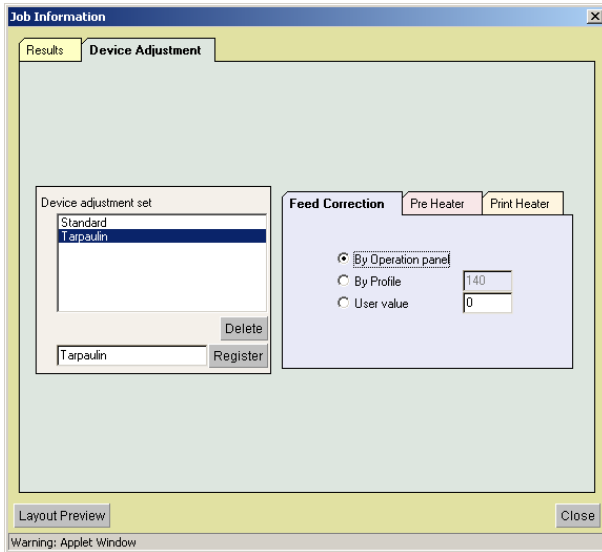 Job Information
Results Device Adjustment
Device adjustment set
Standard
Tarpaulin
Delete
Tarpaulin Register
Feed Correction Pre Heater Print Heater
By Operation panel
By Profile 140
User value 0
Layout Preview Close
Warning: Applet Window